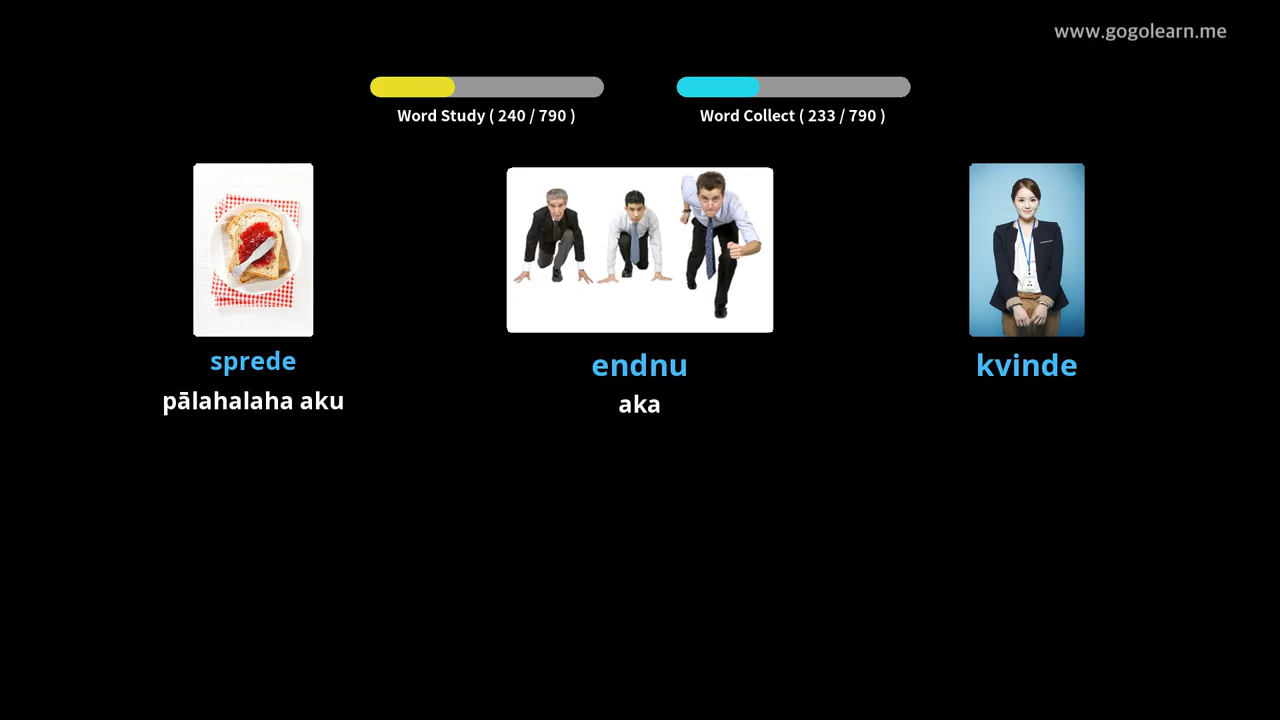 www.gogolearn.me
Word Study ( 240 / 790 )
Word Collect ( 233 / 790 )
sprede
pālahalaha aku
endnu
aka
kvinde